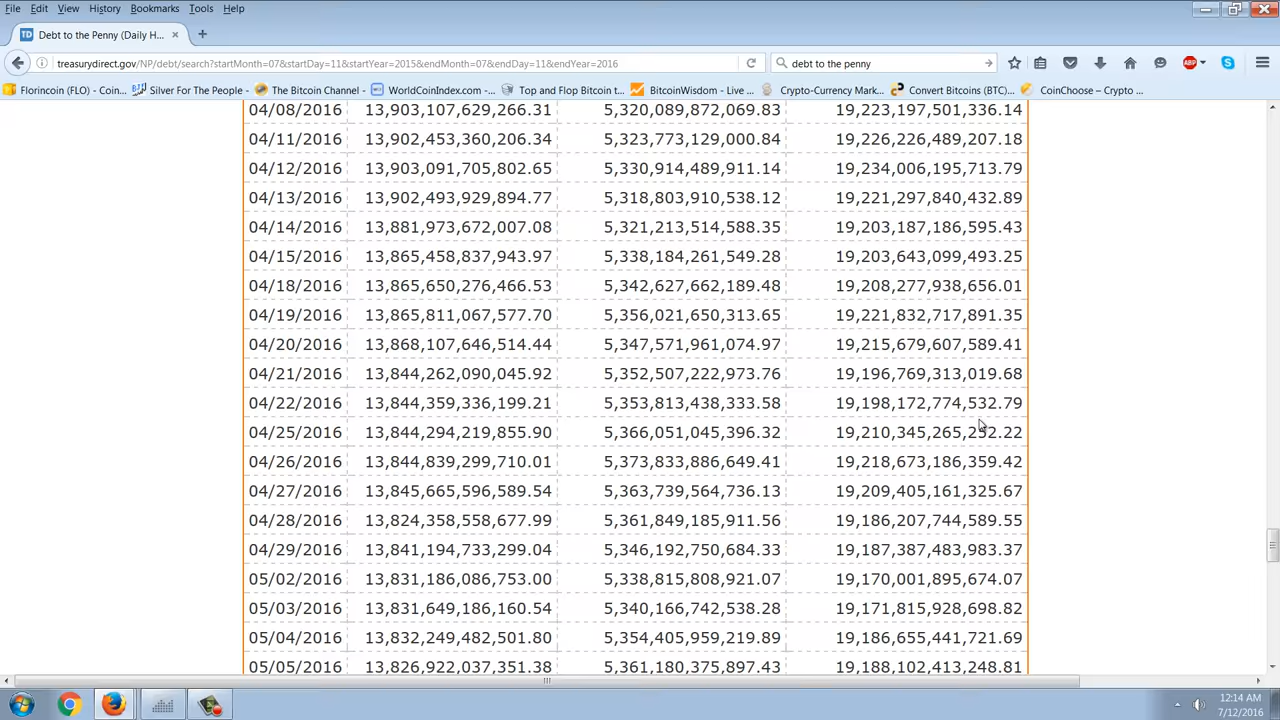 File Edit View History Bookmarks Tools Help
TD Debt to the Penny (Daily H...
treasurydirect.gov/NP/debt/search?startMonth=07&startDay=11&startYear=2015&endMonth=07&endDay=11&endYear=2016 debt to the penny ABP
Florincoin (FLO) - Coin... Silver For The People - The Bitcoin Channel - WorldCoinIndex.com -... Top and Flop Bitcoin t... BitcoinWisdom - Live ... Crypto-Currency Mark... Convert Bitcoins (BTC)... CoinChoose – Crypto ...
04/08/2016 13,903,107,629,266.31 5,320,089,872,069.83 19,223,197,501,336.14
04/11/2016 13,902,453,360,206.34 5,323,773,129,000.84 19,226,226,489,207.18
04/12/2016 13,903,091,705,802.65 5,330,914,489,911.14 19,234,006,195,713.79
04/13/2016 13,902,493,929,894.77 5,318,803,910,538.12 19,221,297,840,432.89
04/14/2016 13,881,973,672,007.08 5,321,213,514,588.35 19,203,187,186,595.43
04/15/2016 13,865,458,837,943.97 5,338,184,261,549.28 19,203,643,099,493.25
04/18/2016 13,865,650,276,466.53 5,342,627,662,189.48 19,208,277,938,656.01
04/19/2016 13,865,811,067,577.70 5,356,021,650,313.65 19,221,832,717,891.35
04/20/2016 13,868,107,646,514.44 5,347,571,961,074.97 19,215,679,607,589.41
04/21/2016 13,844,262,090,045.92 5,352,507,222,973.76 19,196,769,313,019.68
04/22/2016 13,844,359,336,199.21 5,353,813,438,333.58 19,198,172,774,532.79
04/25/2016 13,844,294,219,855.90 5,366,051,045,396.32 19,210,345,265,252.22
04/26/2016 13,844,839,299,710.01 5,373,833,886,649.41 19,218,673,186,359.42
04/27/2016 13,845,665,596,589.54 5,363,739,564,736.13 19,209,405,161,325.67
04/28/2016 13,824,358,558,677.99 5,361,849,185,911.56 19,186,207,744,589.55
04/29/2016 13,841,194,733,299.04 5,346,192,750,684.33 19,187,387,483,983.37
05/02/2016 13,831,186,086,753.00 5,338,815,808,921.07 19,170,001,895,674.07
05/03/2016 13,831,649,186,160.54 5,340,166,742,538.28 19,171,815,928,698.82
05/04/2016 13,832,249,482,501.80 5,354,405,959,219.89 19,186,655,441,721.69
05/05/2016 13,826,922,037,351.38 5,361,180,375,897.43 19,188,102,413,248.81
12:14 AM
7/12/2016